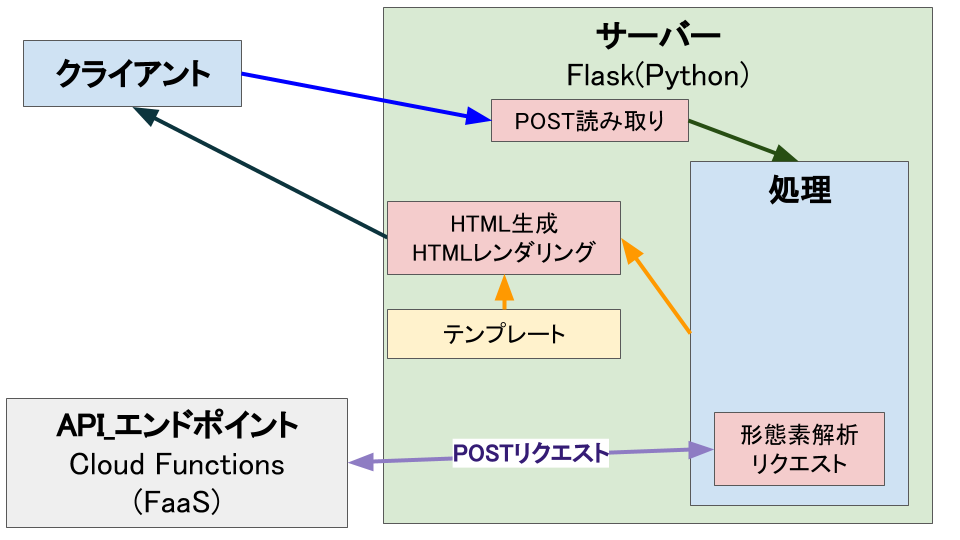 サーバー
Flask(Python)
クライアント
POST読み取り
処理
HTML生成
HTMLレンダリング
テンプレート
API_エンドポイント
Cloud Functions
(FaaS)
POSTリクエスト
形態素解析
リクエスト